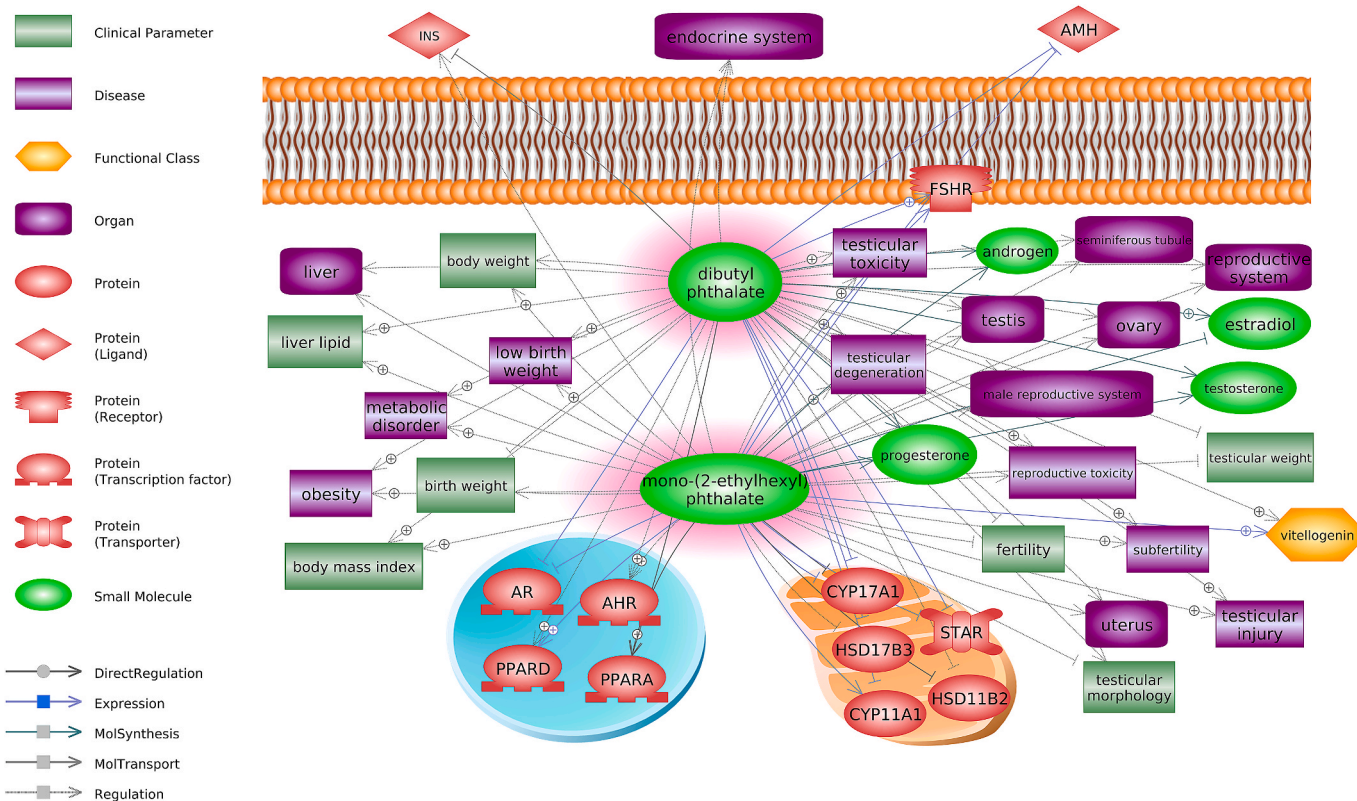 Clinical Parameter
Disease
Functional Class
Organ
Protein
Protein
(Ligand)
Protein
(Receptor)
Protein
(Transcription factor)
Protein
(Transporter)
Small Molecule
DirectRegulation
Expression
MolSynthesis
MolTransport
Regulation
INS
endocrine system
AMH
FSHR
liver
body weight
dibutyl
phthalate
testicular
toxicity
androgen
seminiferous tubule
reproductive
system
liver lipid
low birth
weight
testis
ovary
estradiol
testicular
degeneration
metabolic
disorder
male reproductive system
testosterone
obesity
birth weight
mono-(2-ethylhexyl)
phthalate
progesterone
reproductive toxicity
testicular weight
body mass index
fertility
subfertility
vitellogenin
AR
AHR
PPARD
PPARA
CYP17A1
HSD17B3
STAR
CYP11A1
HSD11B2
uterus
testicular
injury
testicular
morphology